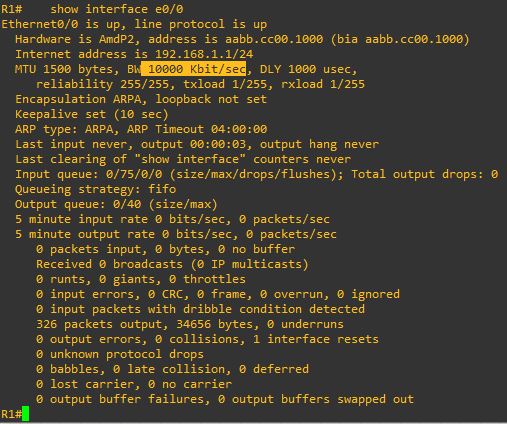 R1#    show interface e0/0
Ethernet0/0 is up, line protocol is up
  Hardware is AmdP2, address is aabb.cc00.1000 (bia aabb.cc00.1000)
  Internet address is 192.168.1.1/24
  MTU 1500 bytes, BW 10000 Kbit/sec, DLY 1000 usec,
     reliability 255/255, txload 1/255, rxload 1/255
  Encapsulation ARPA, loopback not set
  Keepalive set (10 sec)
  ARP type: ARPA, ARP Timeout 04:00:00
  Last input never, output 00:00:03, output hang never
  Last clearing of "show interface" counters never
  Input queue: 0/75/0/0 (size/max/drops/flushes); Total output drops: 0
  Queueing strategy: fifo
  Output queue: 0/40 (size/max)
  5 minute input rate 0 bits/sec, 0 packets/sec
  5 minute output rate 0 bits/sec, 0 packets/sec
     0 packets input, 0 bytes, 0 no buffer
     Received 0 broadcasts (0 IP multicasts)
     0 runts, 0 giants, 0 throttles
     0 input errors, 0 CRC, 0 frame, 0 overrun, 0 ignored
     0 input packets with dribble condition detected
     326 packets output, 34656 bytes, 0 underruns
     0 output errors, 0 collisions, 1 interface resets
     0 unknown protocol drops
     0 babbles, 0 late collision, 0 deferred
     0 lost carrier, 0 no carrier
     0 output buffer failures, 0 output buffers swapped out
R1#